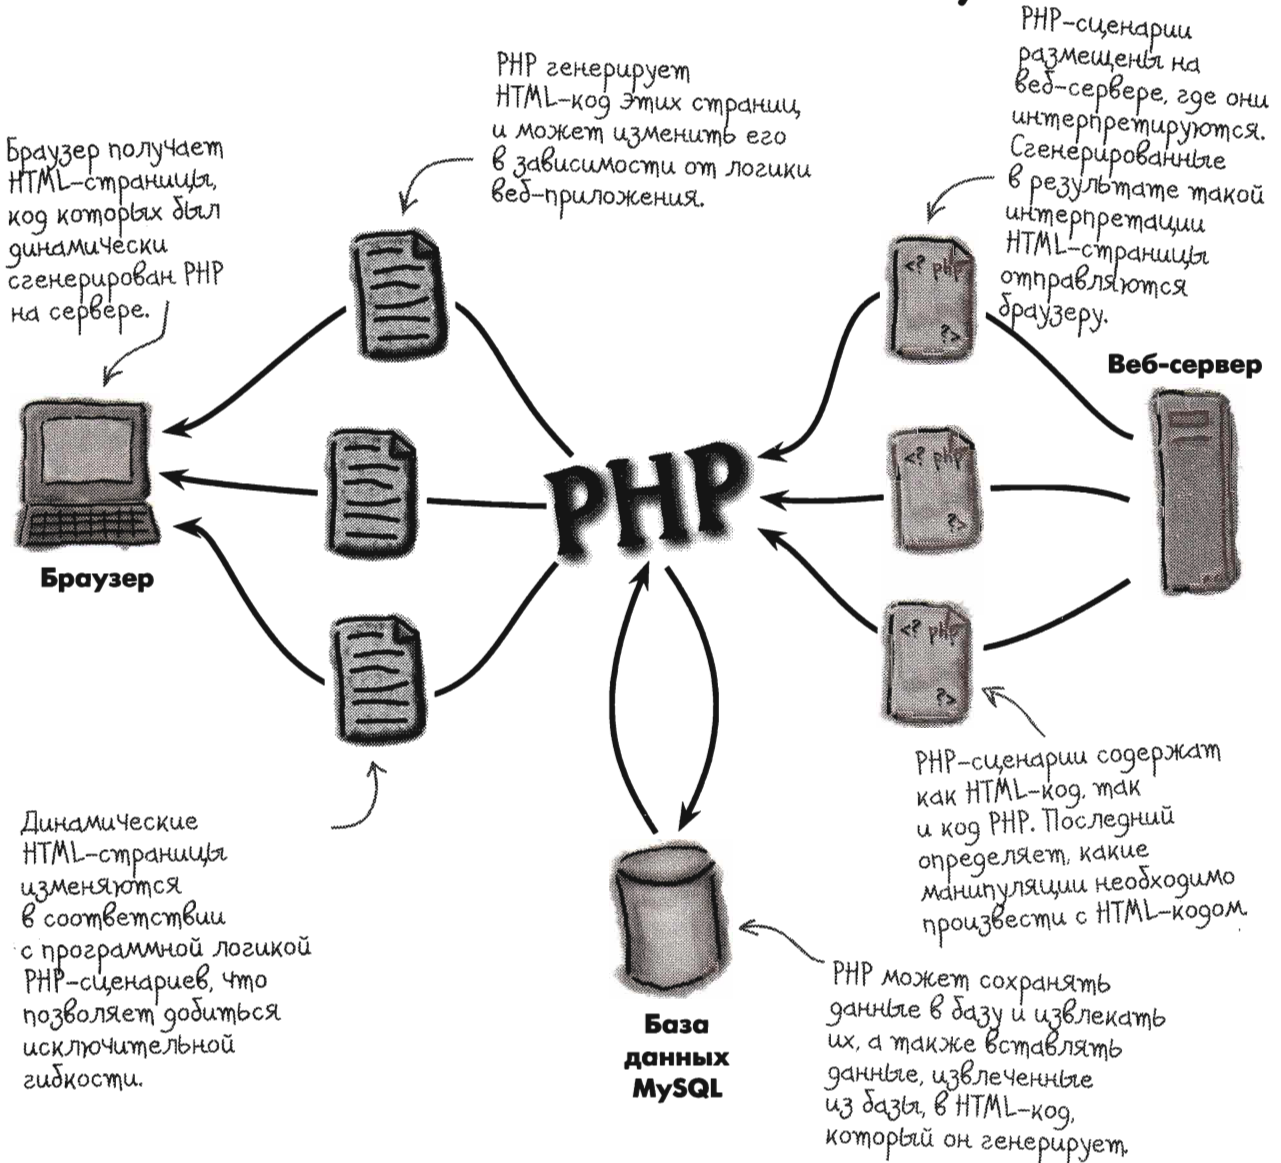 PHP-сценарии
размещены на
веб-сервере, где они
интерпретируются.
Сгенерированные
в результате такой
интерпретации
HTML-страницы
отправляются
браузеру.
PHP генерирует
HTML-код этих страниц
и может изменить его
в зависимости от логики
веб-приложения.
Браузер получает
HTML-страницы,
код которых был
динамически
сгенерирован PHP
на сервере.
<? php
?>
Веб-сервер
<? php
?>
PHP
Браузер
<? php
?>
PHP-сценарии содержат
как HTML-код, так
и код PHP. Последний
определяет, какие
манипуляции необходимо
произвести с HTML-кодом.
Динамические
HTML-страницы
изменяются
в соответствии
с программной логикой
PHP-сценариев, что
позволяет добиться
исключительной
гибкости.
База
данных
MySQL
PHP может сохранять
данные в базу и извлекать
их, а также вставлять
данные, извлеченные
из базы, в HTML-код,
который он генерирует.